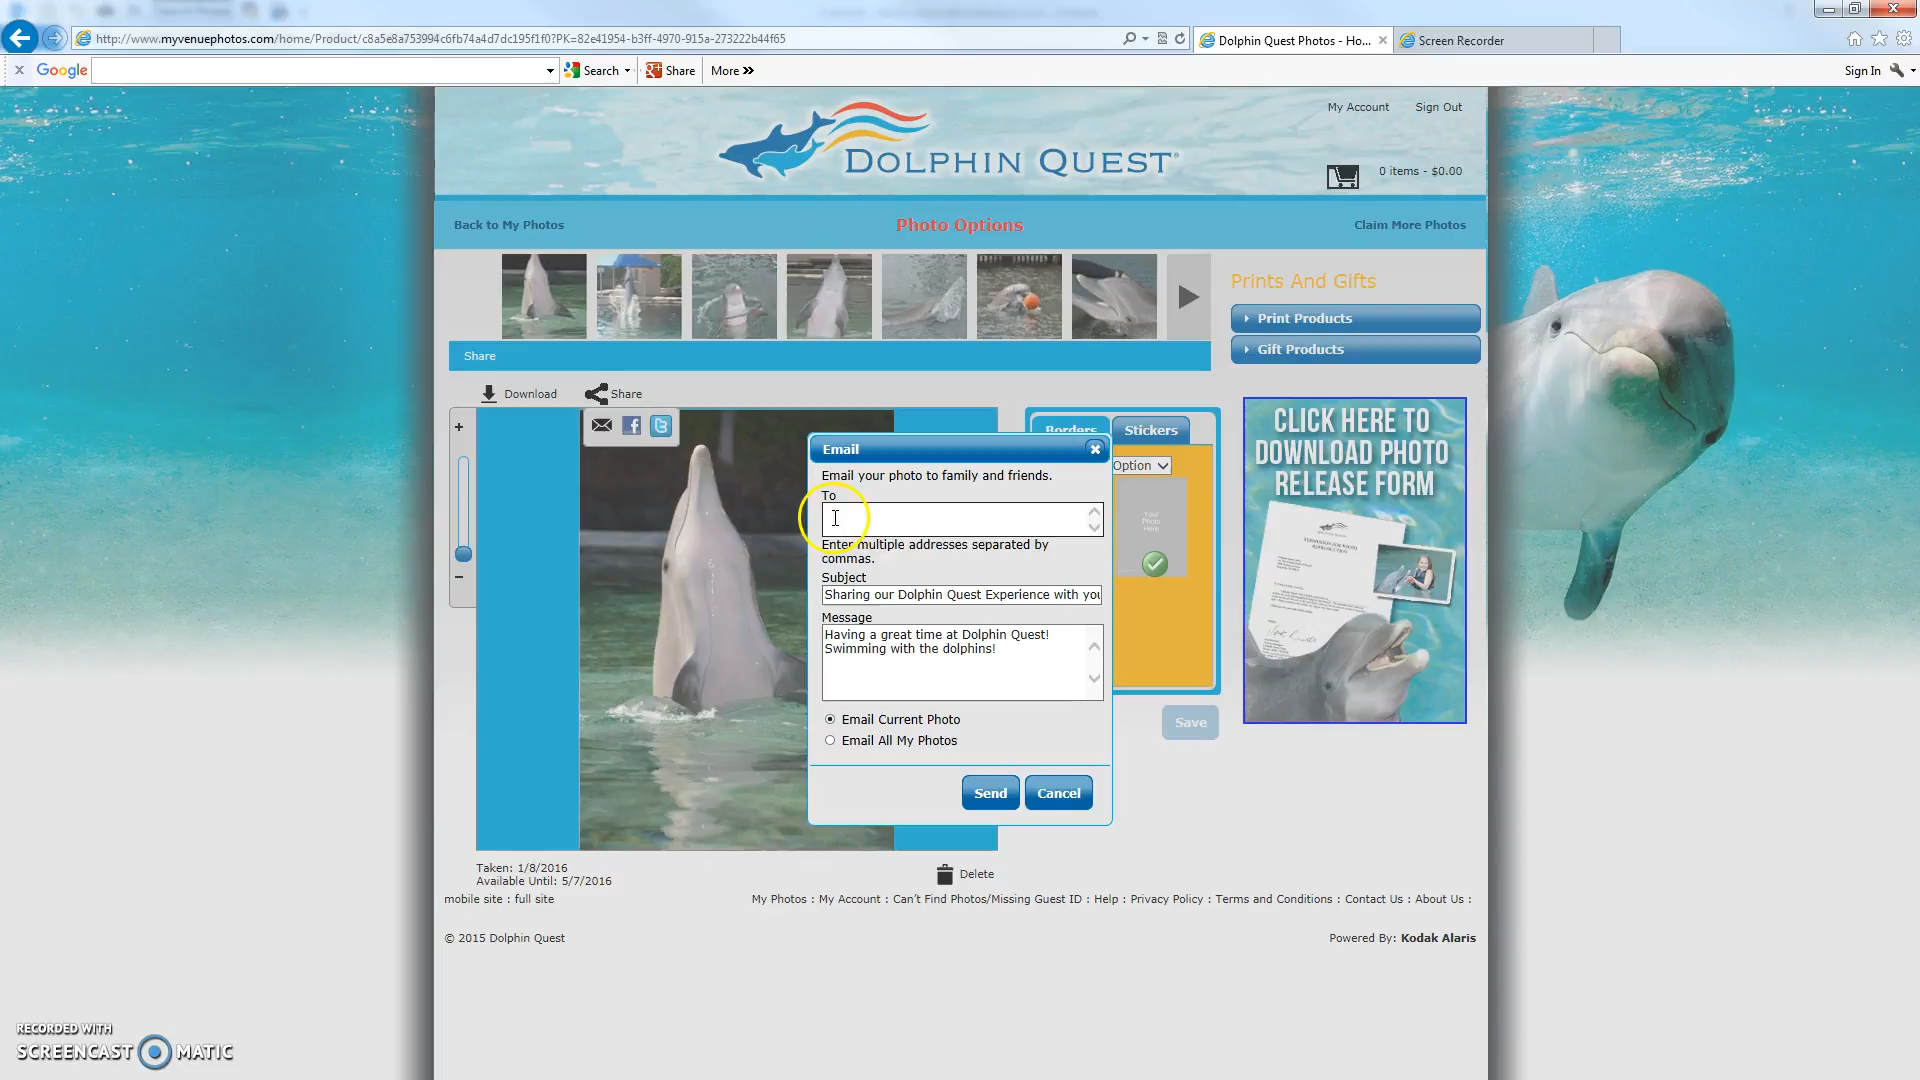 http://www.myvenuephotos.com/home/Product/c8a5e8a753994c6fb74a4d7dc195f1f0?PK=82e41954-b3ff-4970-915a-273222b44f65
Dolphin Quest Photos - Ho...
Screen Recorder
x Google
Search
Share
More »
Sign In
My Account
Sign Out
DOLPHIN QUEST
0 items - $0.00
Back to My Photos
Photo Options
Claim More Photos
Prints And Gifts
Print Products
Gift Products
Share
Download
Share
Borders
Stickers
Option
Your
Photo
Here
Save
Email
Email your photo to family and friends.
To
Enter multiple addresses separated by
commas.
Subject
Sharing our Dolphin Quest Experience with you
Message
Having a great time at Dolphin Quest!
Swimming with the dolphins!
Email Current Photo
Email All My Photos
Send
Cancel
CLICK HERE TO
DOWNLOAD PHOTO
RELEASE FORM
Taken: 1/8/2016
Available Until: 5/7/2016
Delete
mobile site : full site
My Photos : My Account : Can't Find Photos/Missing Guest ID : Help : Privacy Policy : Terms and Conditions : Contact Us : About Us :
© 2015 Dolphin Quest
Powered By: Kodak Alaris
RECORDED WITH
SCREENCAST MATIC